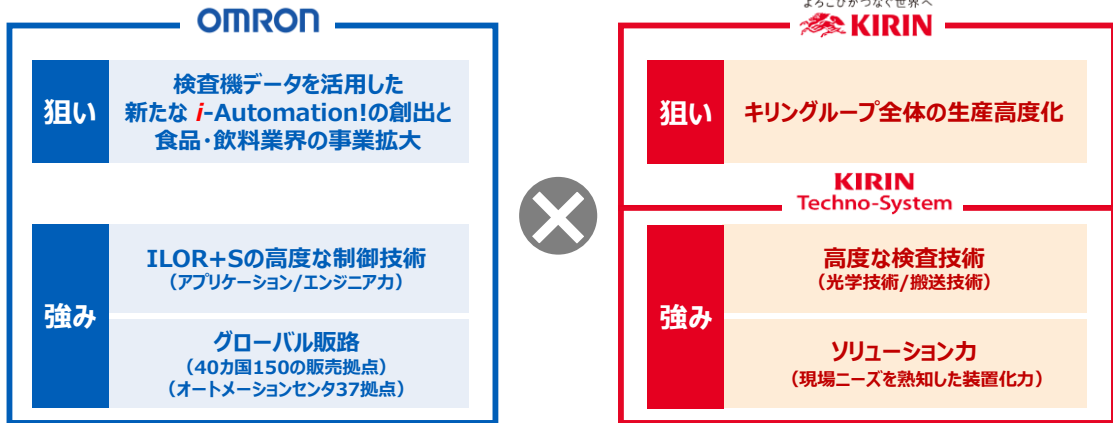 OMRON
狙い
検査機データを活用した
新たな i-Automation!の創出と
食品・飲料業界の事業拡大
強み
ILOR+Sの高度な制御技術
（アプリケーション/エンジニア力）
グローバル販路
（40カ国150の販売拠点）
（オートメーションセンタ37拠点）
よろこびがつなぐ世界へ
KIRIN
狙い
キリングループ全体の生産高度化
KIRIN
Techno-System
強み
高度な検査技術
（光学技術/搬送技術）
ソリューション力
（現場ニーズを熟知した装置化力）